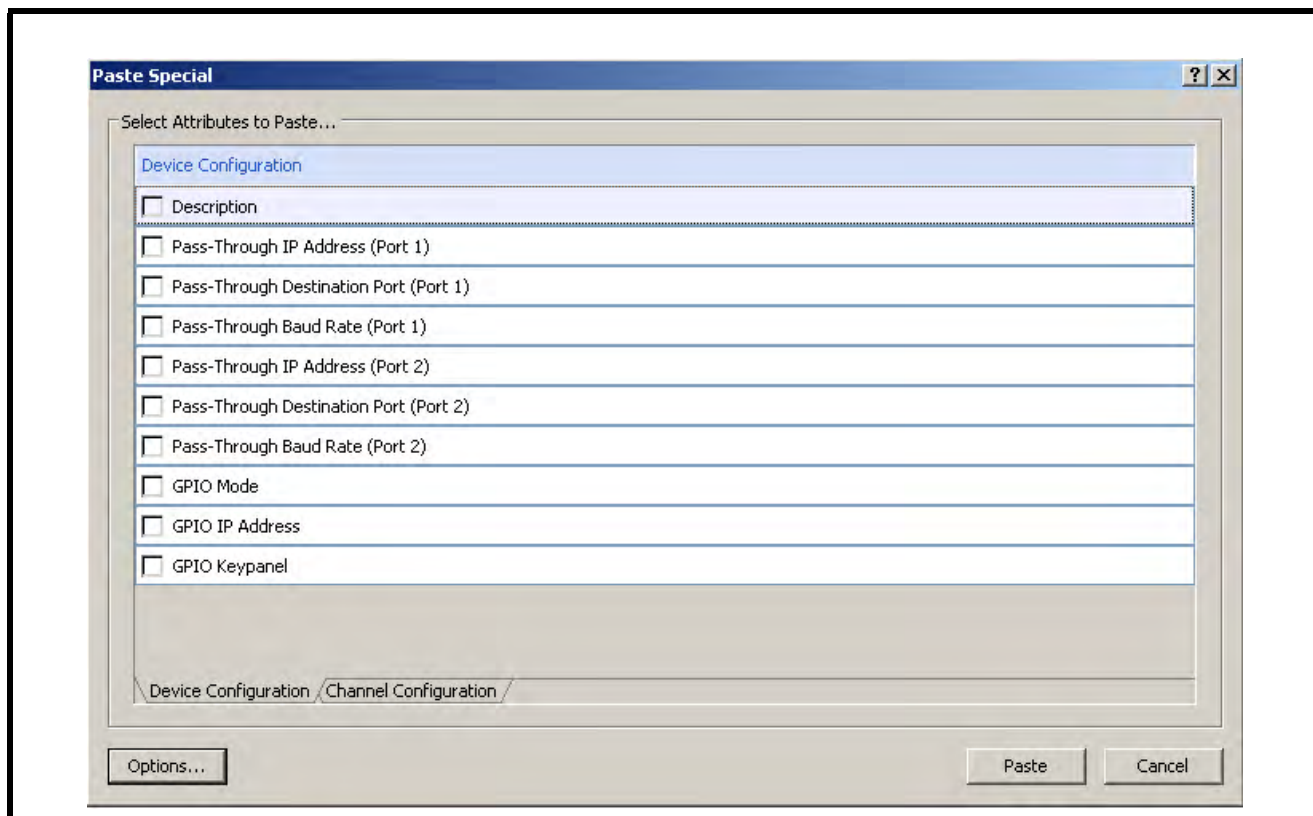 Paste Special
Select Attributes to Paste...
Device Configuration
Description
Pass-Through IP Address (Port 1)
Pass-Through Destination Port (Port 1)
Pass-Through Baud Rate (Port 1)
Pass-Through IP Address (Port 2)
Pass-Through Destination Port (Port 2)
Pass-Through Baud Rate (Port 2)
GPIO Mode
GPIO IP Address
GPIO Keypanel
Device Configuration Channel Configuration
Options... Paste Cancel